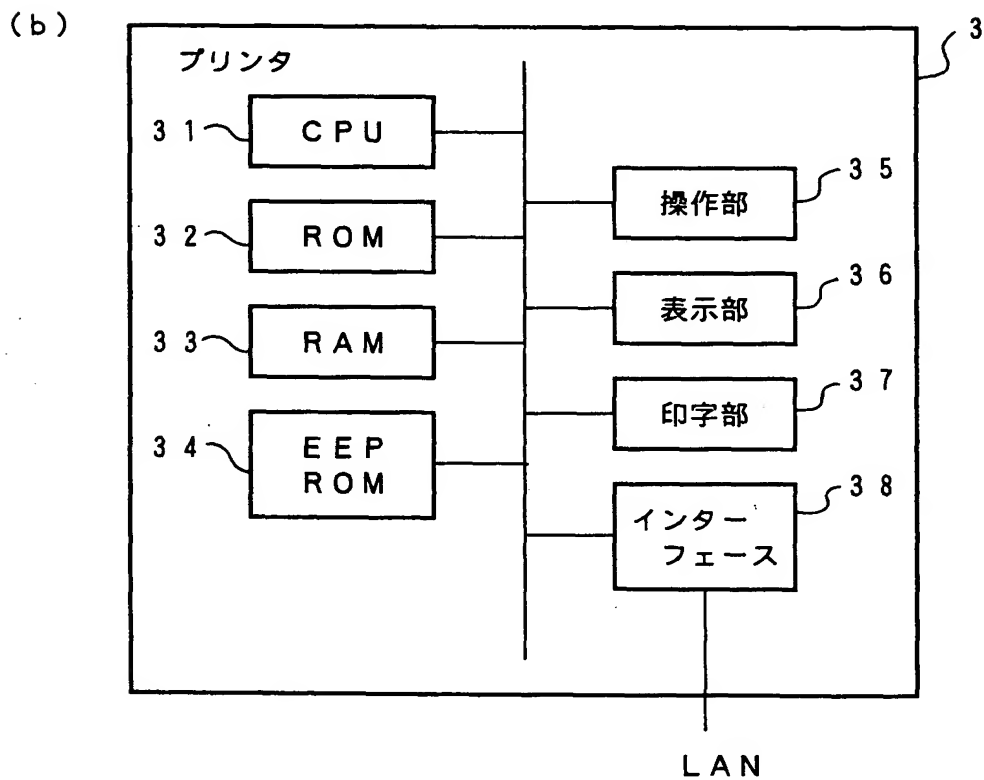 (b)
3
プリンタ
31
CPU
32
ROM
33
RAM
34
EEP
ROM
35
操作部
36
表示部
37
印字部
38
インター
フェース
LAN